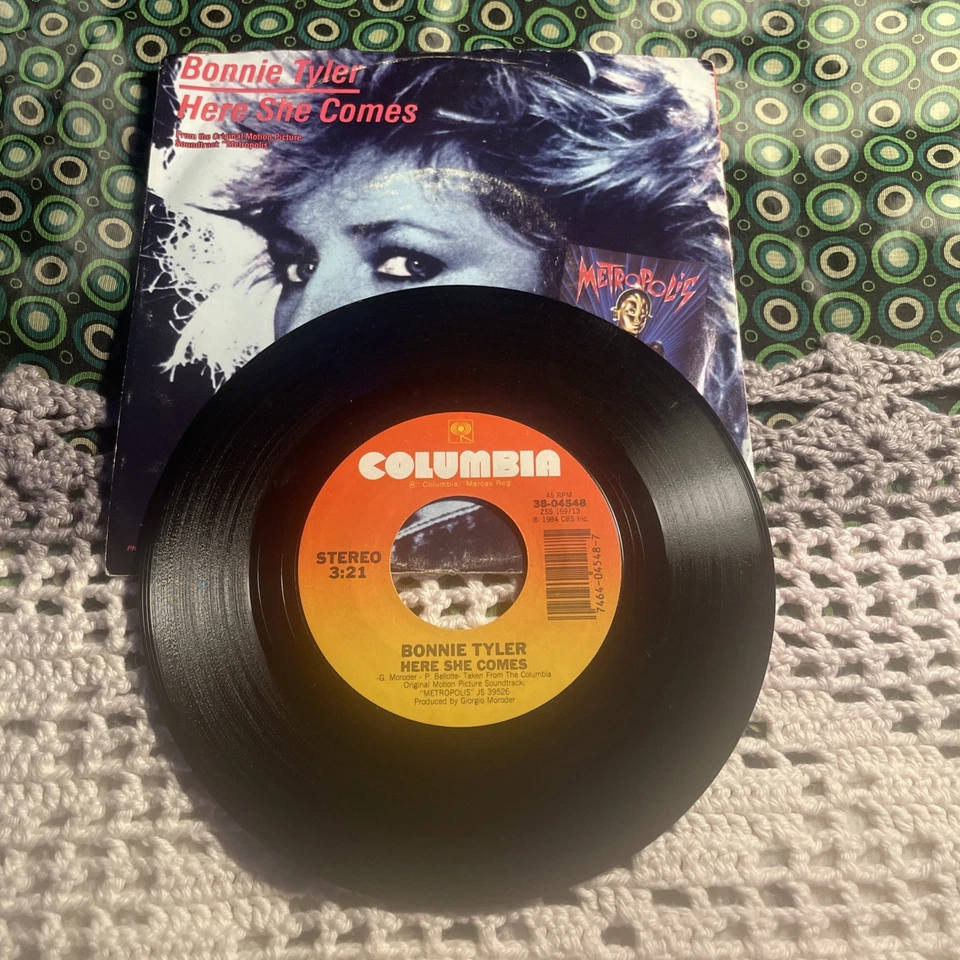 Bonnie Tyler
Here She Comes
From the Original Motion Picture
Soundtrack "Metropolis"
METROPOLIS
COLUMBIA
® "Columbia," Marcas Reg.
45 RPM
38-04548
ZSS 169713
℗ 1984 CBS Inc.
STEREO
3:21
7464-04548-7
BONNIE TYLER
HERE SHE COMES
-G. Moroder - P. Bellotte- Taken From The Columbia
Original Motion Picture Soundtrack.
"METROPOLIS" JS 39526
Produced by Giorgio Moroder